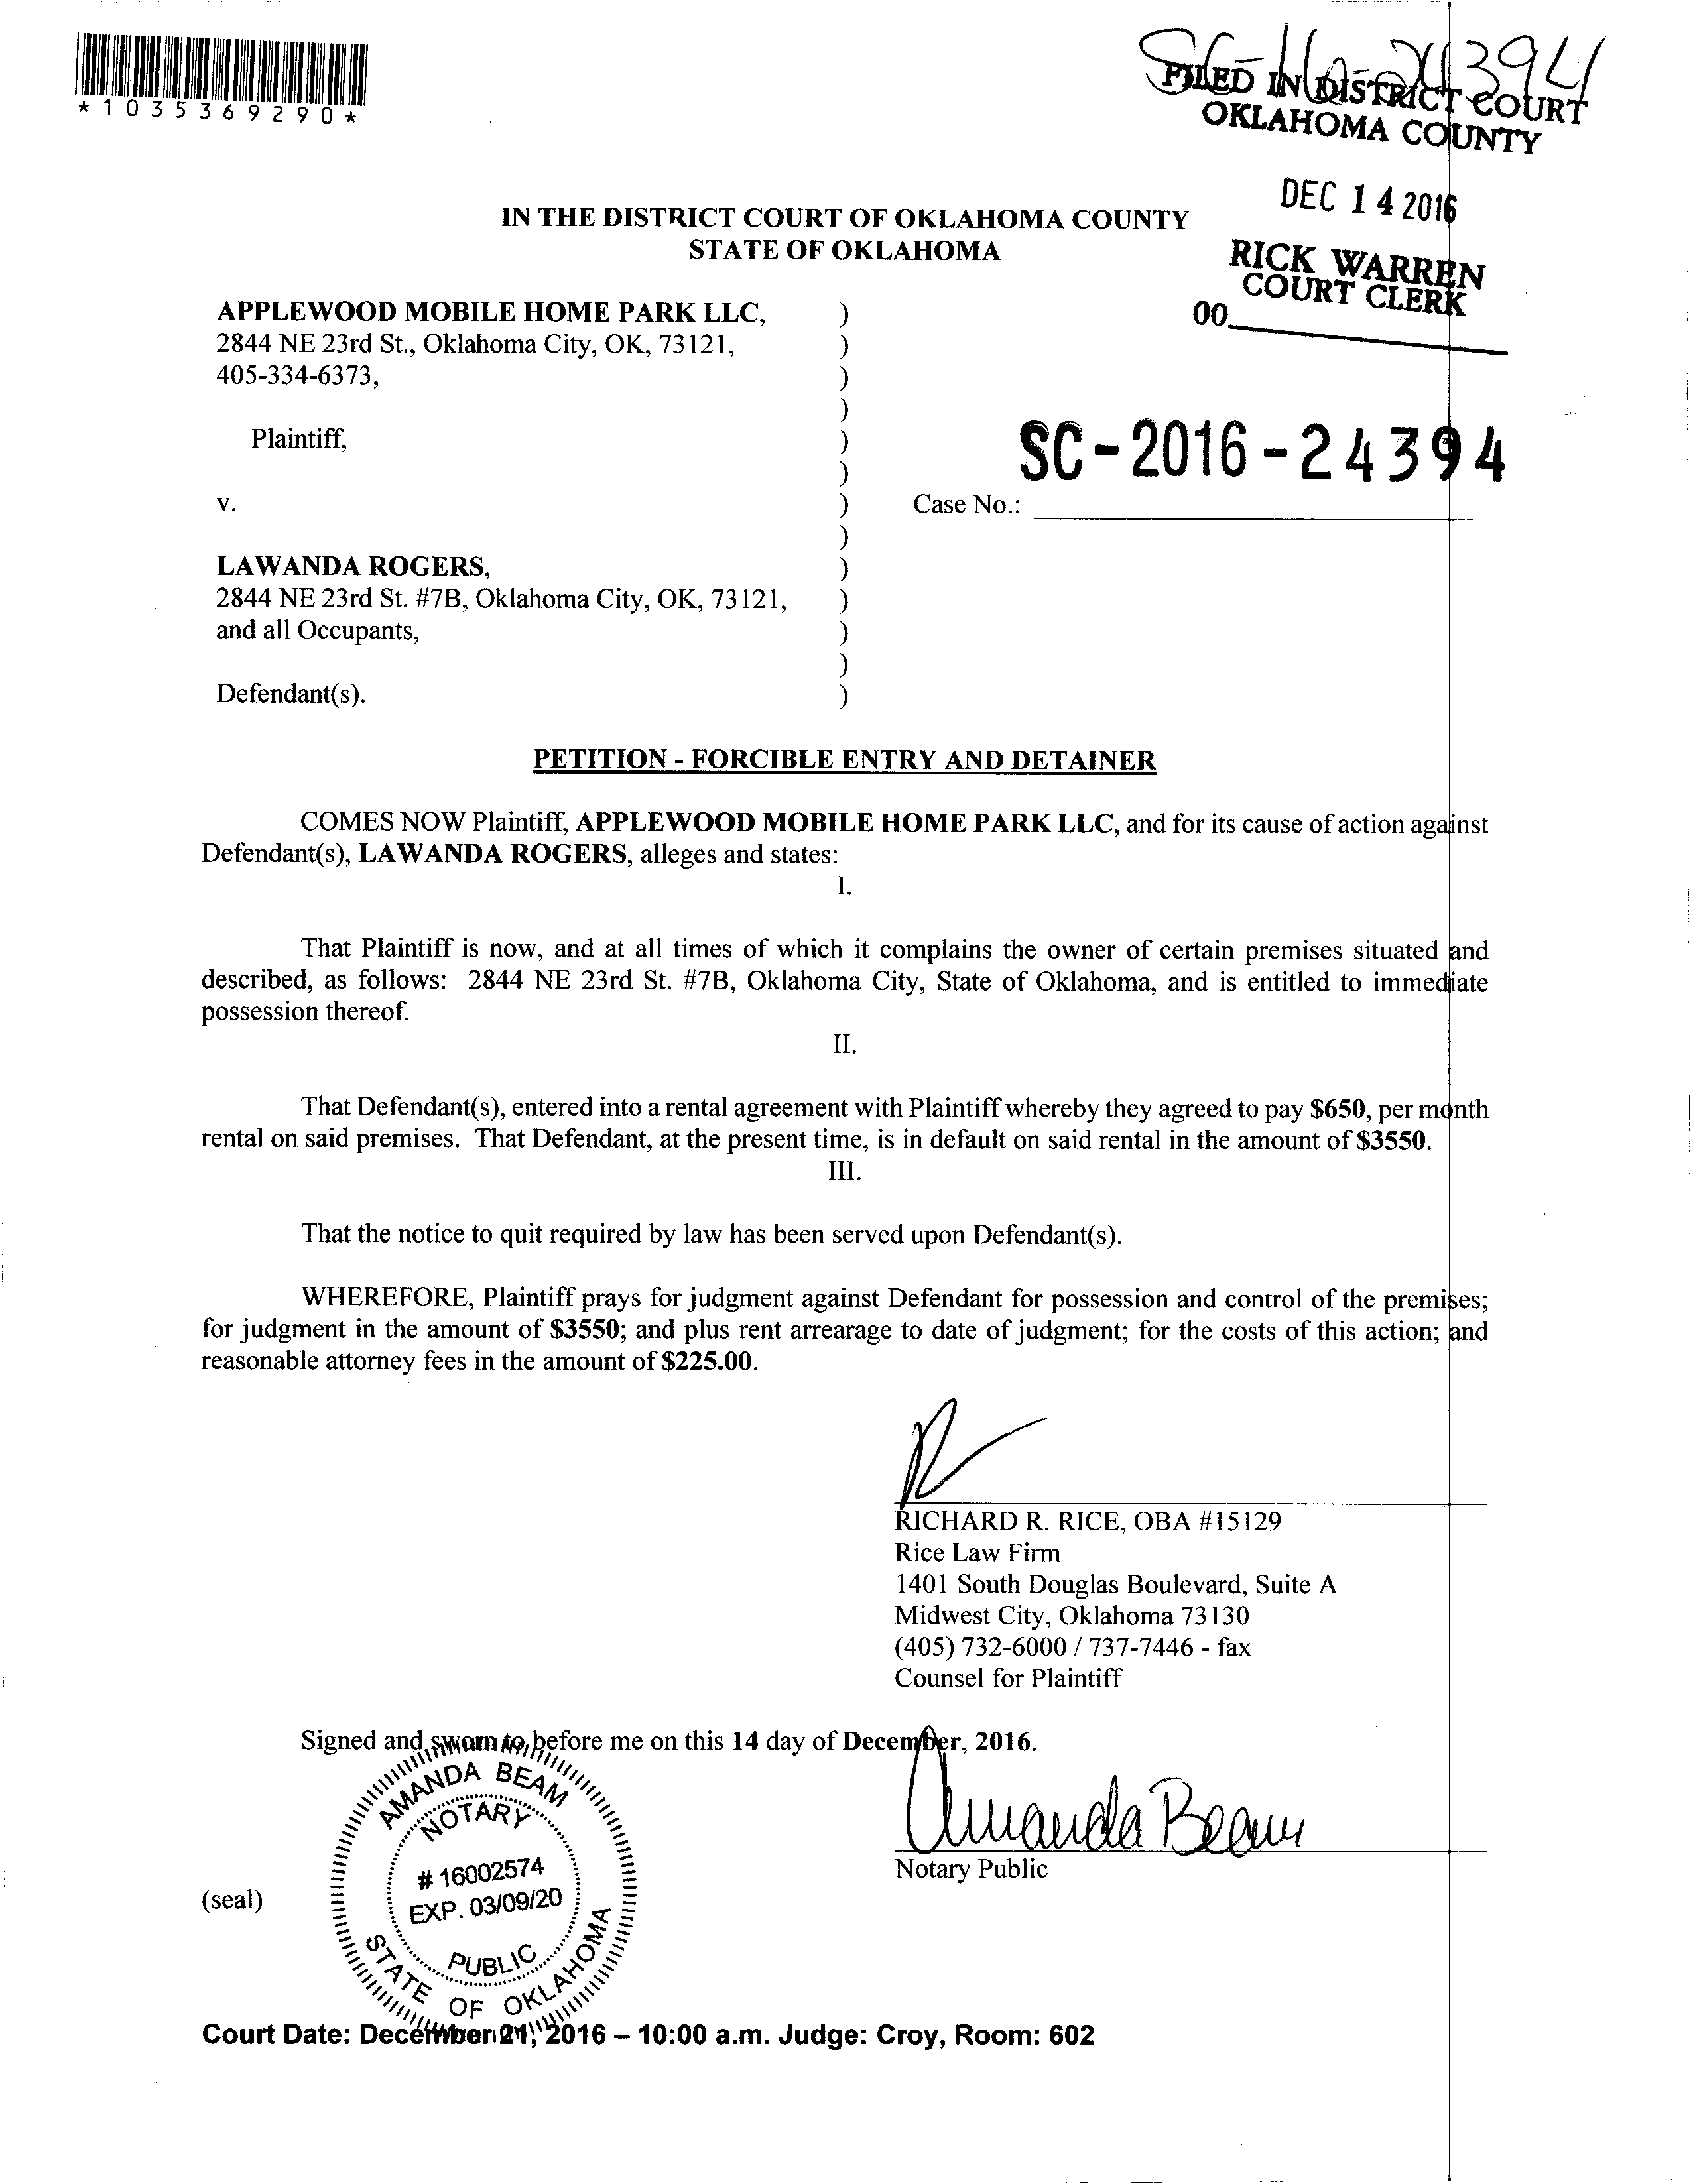 *1035369290*
SC-16-24394
FILED IN DISTRICT COURT
OKLAHOMA COUNTY
DEC 14 2016
RICK WARREN
COURT CLERK
00
IN THE DISTRICT COURT OF OKLAHOMA COUNTY
STATE OF OKLAHOMA
APPLEWOOD MOBILE HOME PARK LLC, )
2844 NE 23rd St., Oklahoma City, OK, 73121, )
405-334-6373, )
)
Plaintiff, )
)
SC-2016-24394
v. ) Case No.:
)
LAWANDA ROGERS, )
2844 NE 23rd St. #7B, Oklahoma City, OK, 73121, )
and all Occupants, )
)
Defendant(s). )
PETITION - FORCIBLE ENTRY AND DETAINER
COMES NOW Plaintiff, APPLEWOOD MOBILE HOME PARK LLC, and for its cause of action against
Defendant(s), LAWANDA ROGERS, alleges and states:
I.
That Plaintiff is now, and at all times of which it complains the owner of certain premises situated and
described, as follows: 2844 NE 23rd St. #7B, Oklahoma City, State of Oklahoma, and is entitled to immediate
possession thereof.
II.
That Defendant(s), entered into a rental agreement with Plaintiff whereby they agreed to pay $650, per month
rental on said premises. That Defendant, at the present time, is in default on said rental in the amount of $3550.
III.
That the notice to quit required by law has been served upon Defendant(s).
WHEREFORE, Plaintiff prays for judgment against Defendant for possession and control of the premises;
for judgment in the amount of $3550; and plus rent arrearage to date of judgment; for the costs of this action; and
reasonable attorney fees in the amount of $225.00.
RICHARD R. RICE, OBA #15129
Rice Law Firm
1401 South Douglas Boulevard, Suite A
Midwest City, Oklahoma 73130
(405) 732-6000 / 737-7446 - fax
Counsel for Plaintiff
Signed and sworn to before me on this 14 day of December, 2016.
Amanda Beam
Notary Public
(seal)
AMANDA BEAM
NOTARY
# 16002574
EXP. 03/09/20
PUBLIC
STATE OF OKLAHOMA
Court Date: December 21, 2016 – 10:00 a.m. Judge: Croy, Room: 602